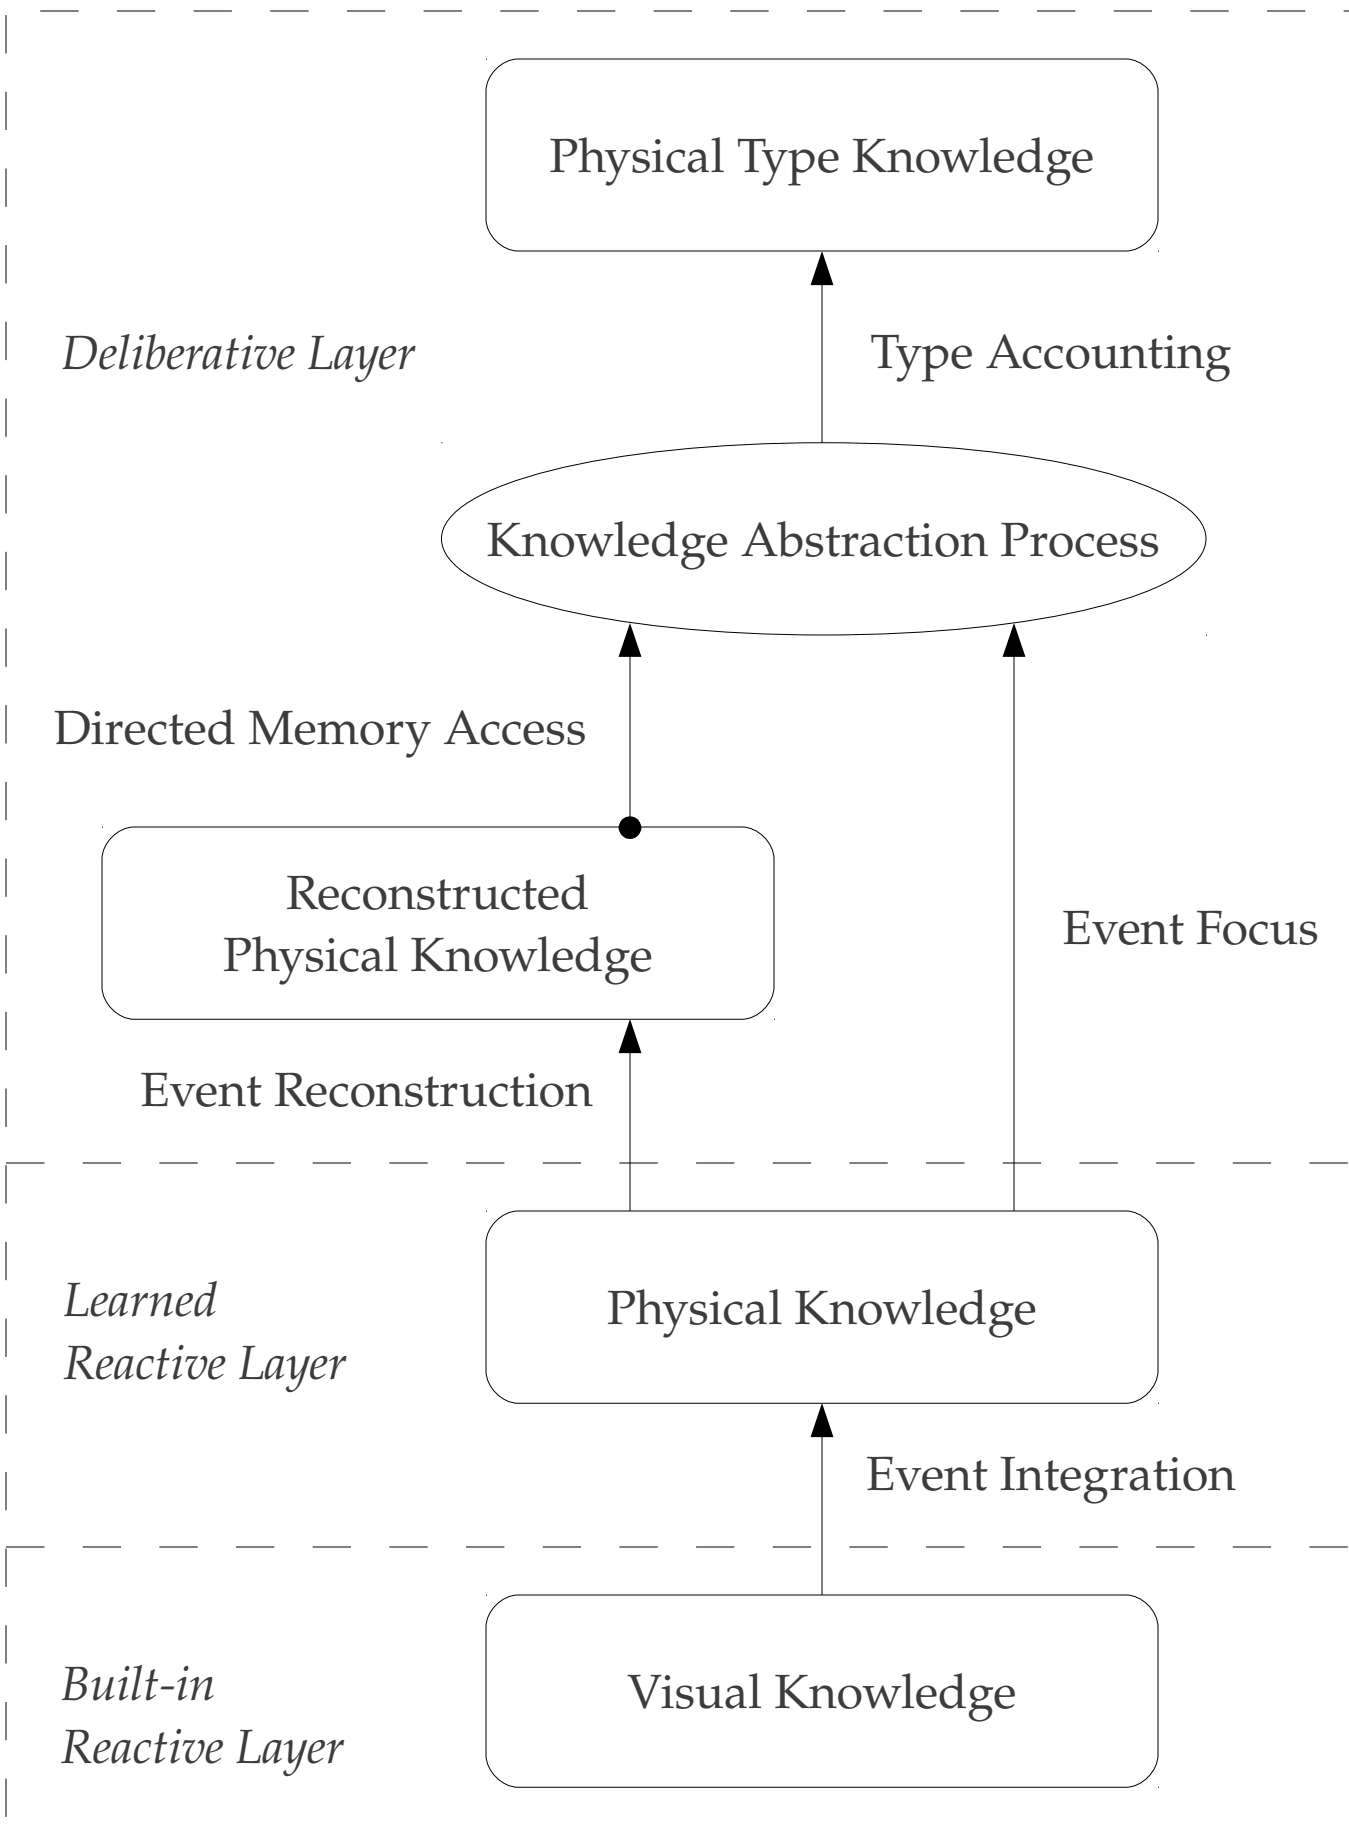 Physical Type Knowledge
Deliberative Layer
Type Accounting
Knowledge Abstraction Process
Directed Memory Access
Reconstructed
Physical Knowledge
Event Focus
Event Reconstruction
Learned
Reactive Layer
Physical Knowledge
Event Integration
Built-in
Reactive Layer
Visual Knowledge